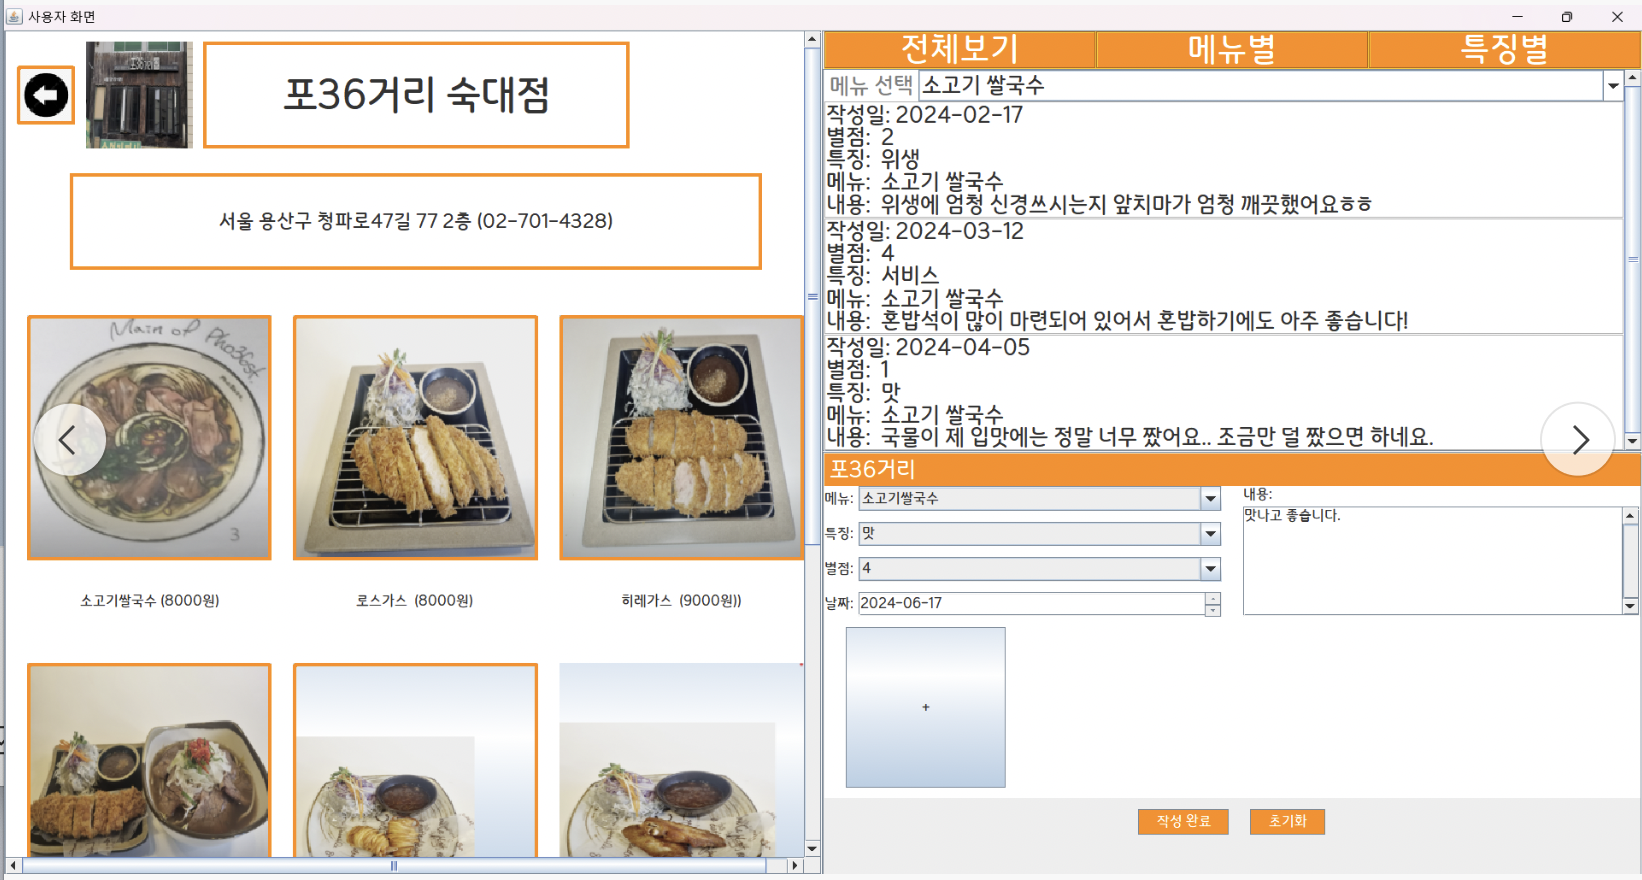 사용자 화면
포36거리 숙대점
서울 용산구 청파로47길 77 2층 (02-701-4328)
Main of Pho36st.
3
소고기쌀국수 (8000원)
로스가스 (8000원)
히레가스 (9000원))
전체보기
메뉴별
특징별
메뉴 선택
소고기 쌀국수
작성일: 2024-02-17
별점: 2
특징: 위생
메뉴: 소고기 쌀국수
내용: 위생에 엄청 신경쓰시는지 앞치마가 엄청 깨끗했어요ㅎㅎ
작성일: 2024-03-12
별점: 4
특징: 서비스
메뉴: 소고기 쌀국수
내용: 혼밥석이 많이 마련되어 있어서 혼밥하기에도 아주 좋습니다!
작성일: 2024-04-05
별점: 1
특징: 맛
메뉴: 소고기 쌀국수
내용: 국물이 제 입맛에는 정말 너무 짰어요.. 조금만 덜 짰으면 하네요.
포36거리
메뉴: 소고기쌀국수
특징: 맛
별점: 4
날짜: 2024-06-17
내용:
맛나고 좋습니다.
+
작성 완료
초기화